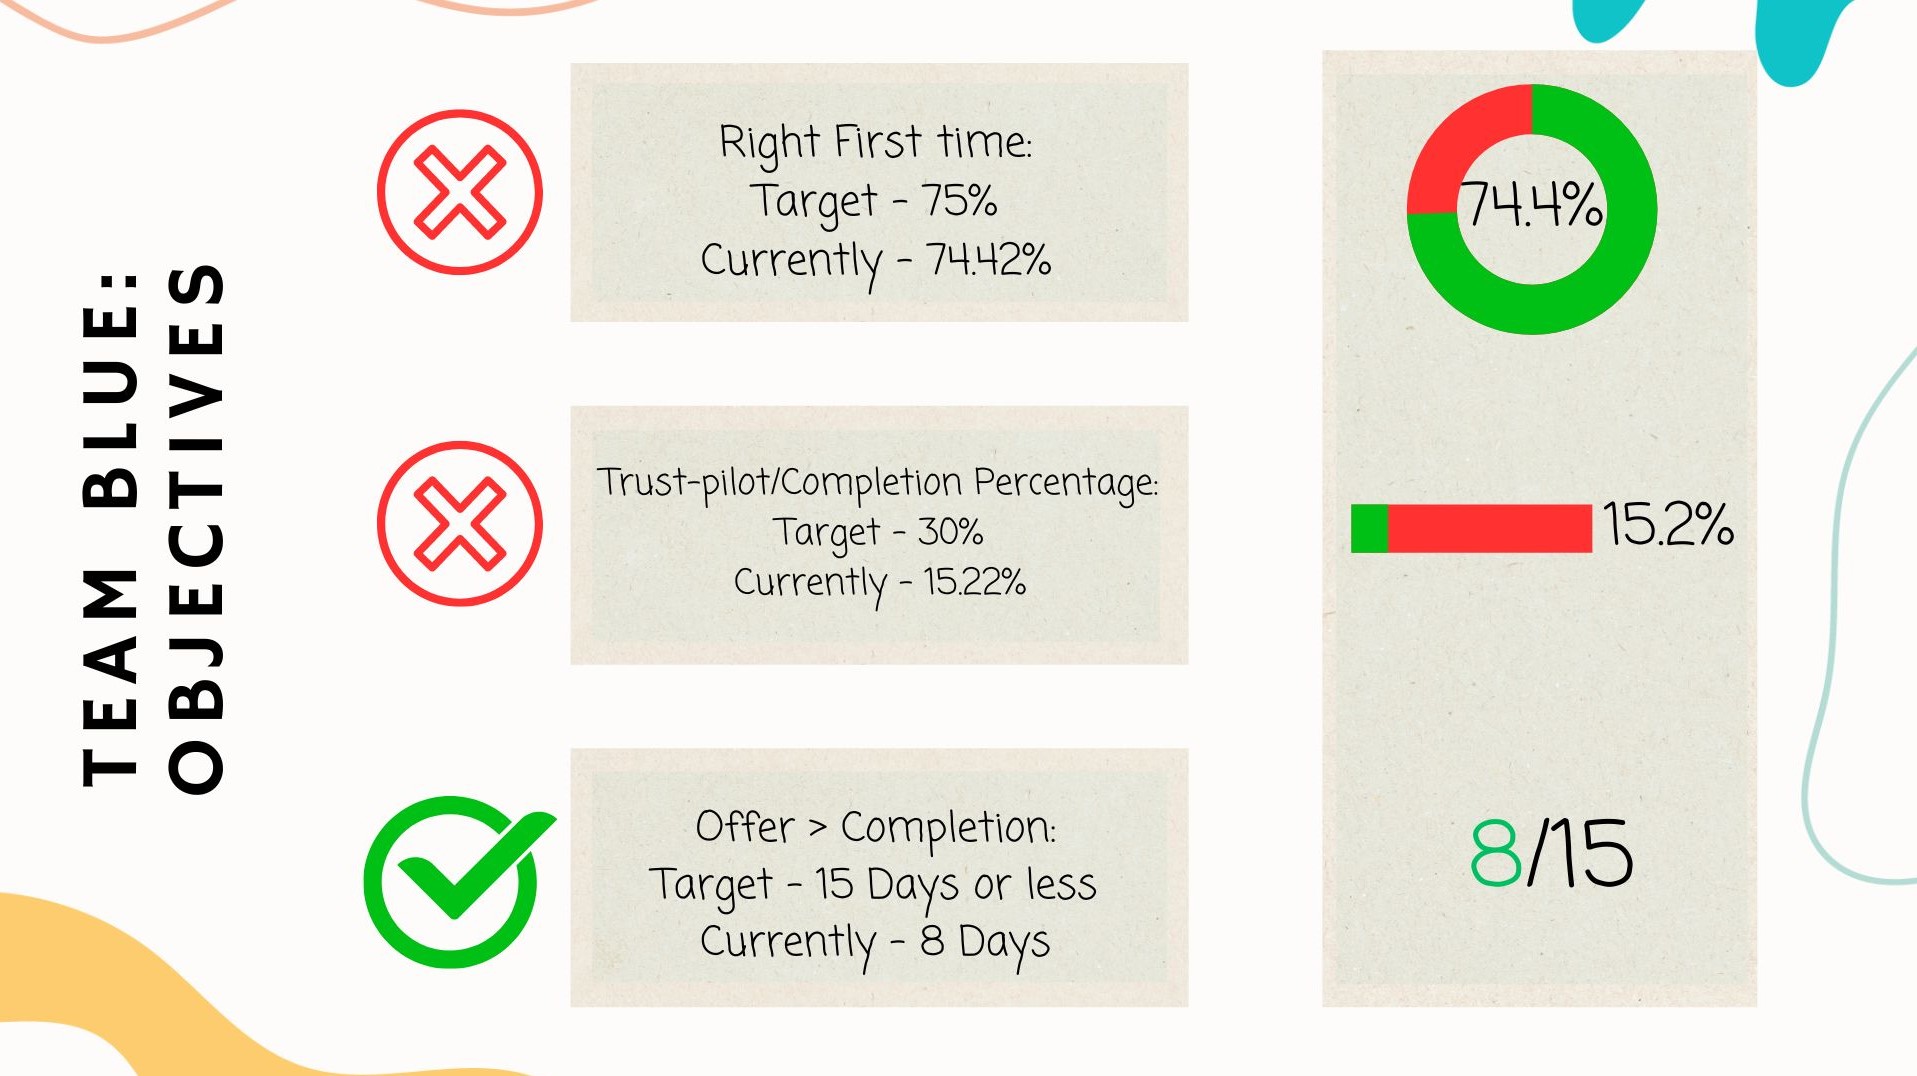 TEAM BLUE:
OBJECTIVES
Right First time:
Target - 75%
Currently - 74.42%
74.4%
Trust-pilot/Completion Percentage:
Target - 30%
Currently - 15.22%
15.2%
Offer > Completion:
Target - 15 Days or less
Currently - 8 Days
8/15